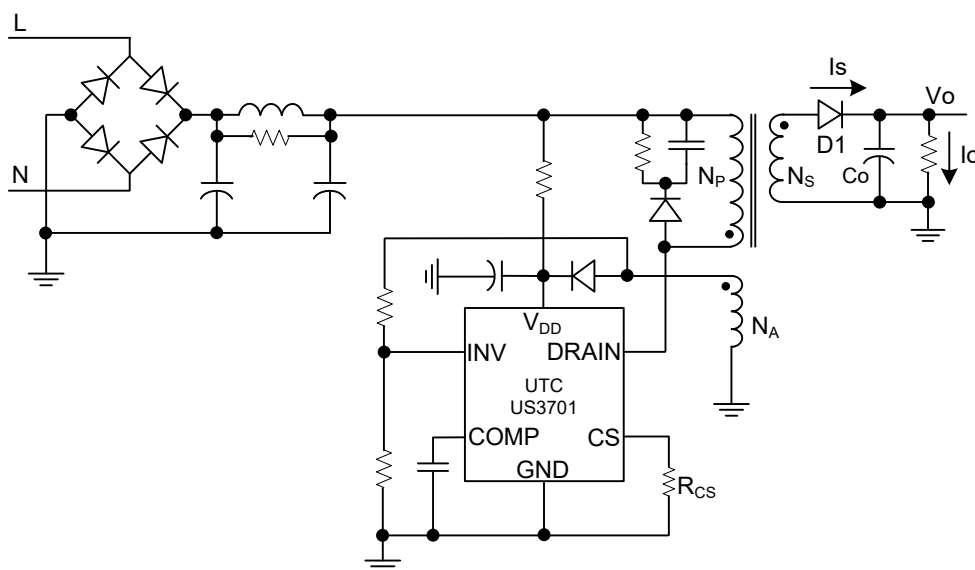 L
Is
Vo
D1
Io
N
NP
NS
Co
VDD
NA
INV
DRAIN
UTC
US3701
COMP
CS
GND
RCS